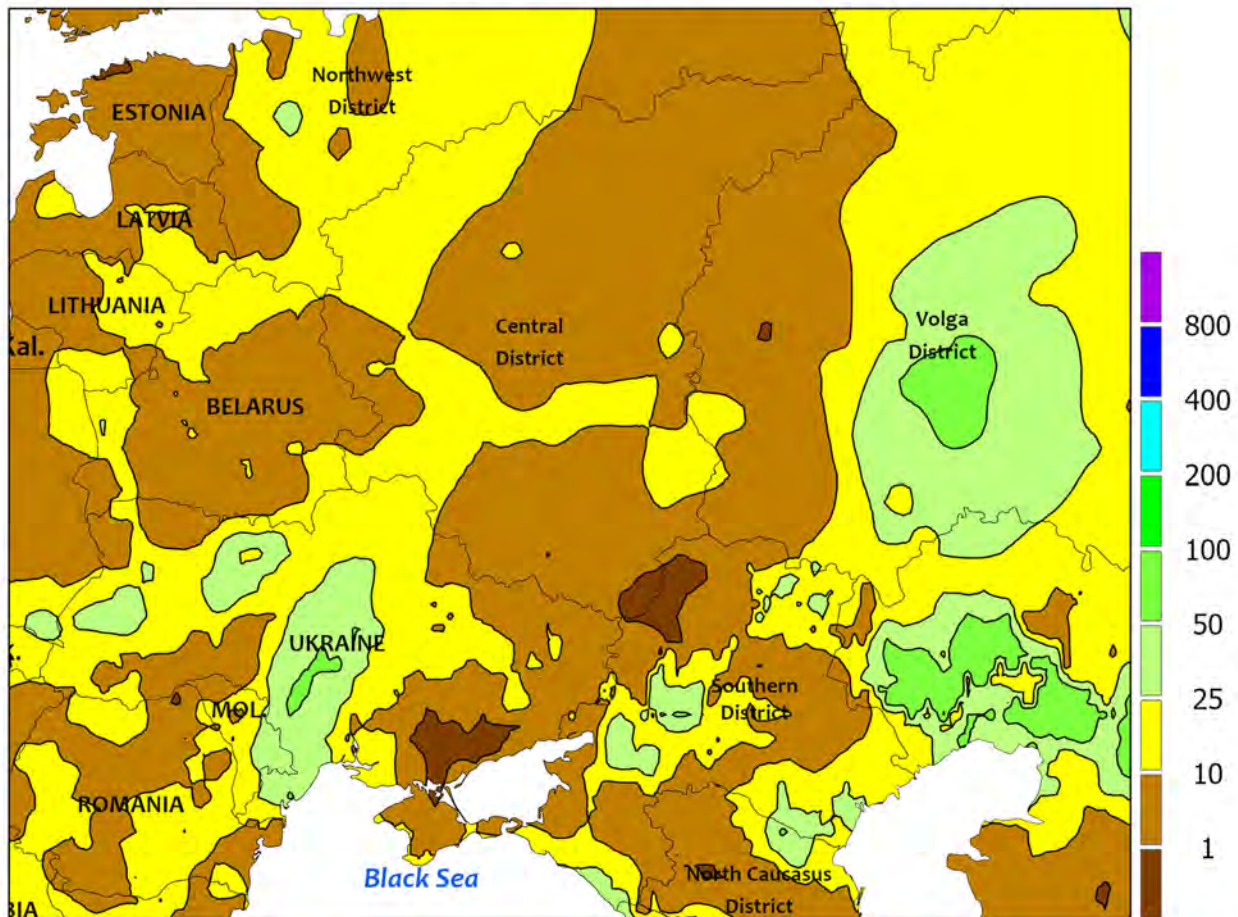 Northwest
District
ESTONIA
LATVIA
LITHUANIA
Kal.
Central
District
Volga
District
BELARUS
UKRAINE
MOL.
Southern
District
ROMANIA
Black Sea
North Caucasus
District
BIA
800
400
200
100
50
25
10
1